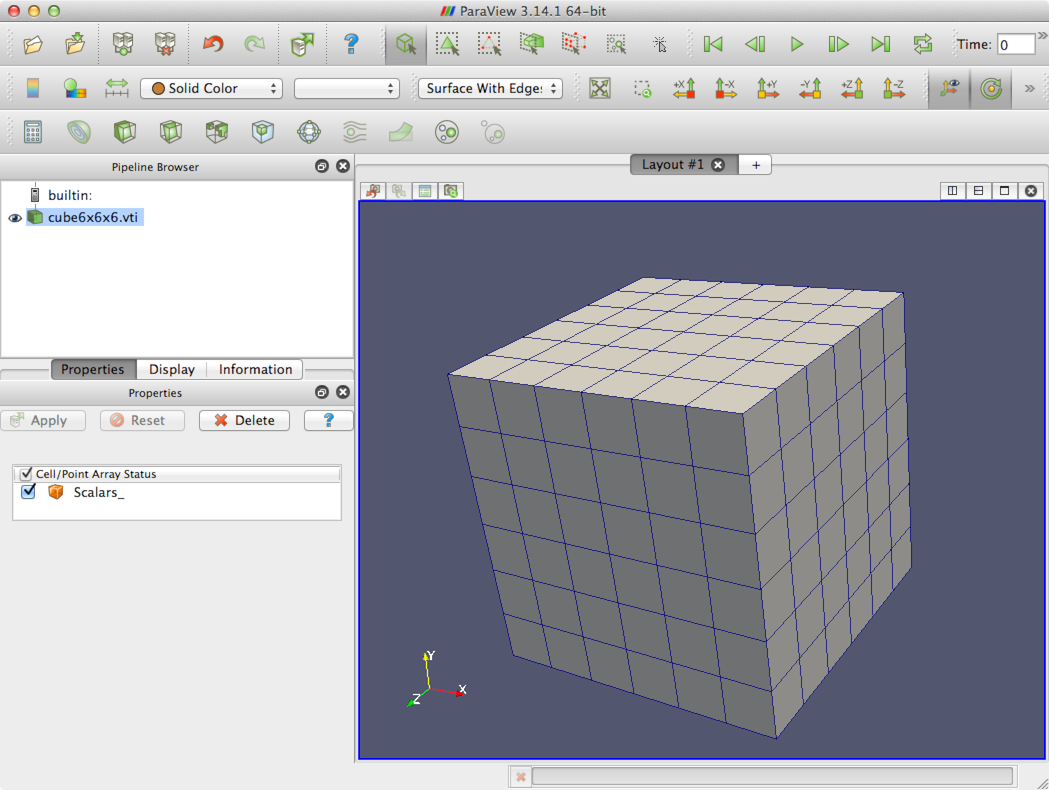 ParaView 3.14.1 64-bit
?
Time: 0
»
Solid Color
Surface With Edge:
+X
-X
+Y
-Y
+Z
-Z
»
Pipeline Browser
Layout #1
+
builtin:
cube6x6x6.vti
Properties Display Information
Properties
Apply Reset Delete ?
Cell/Point Array Status
Scalars_
Y
X
Z